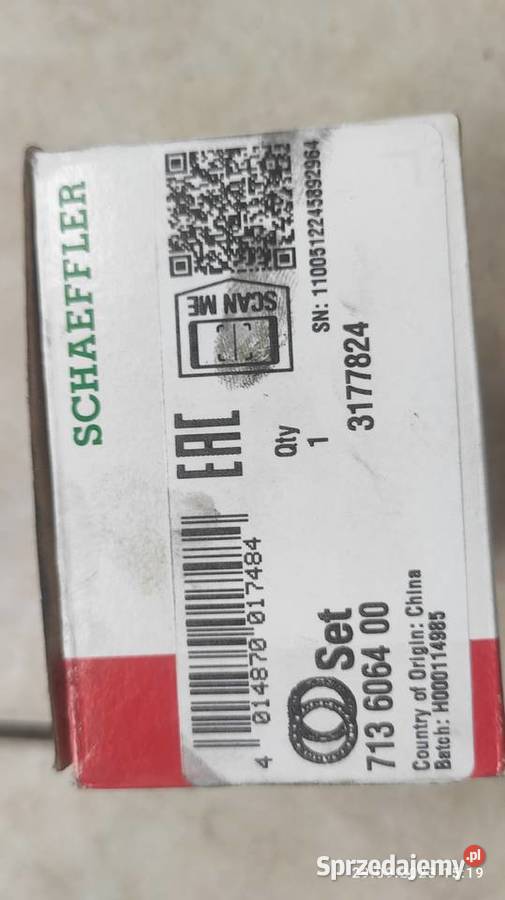 SCHAEFFLER
SCAN ME
SN: 1100512245892964
EAC
Qty
1
3177824
4 014870 017484
Set
713 6064 00
Country of Origin: China
Batch: H000114985
Sprzedajemy.pl